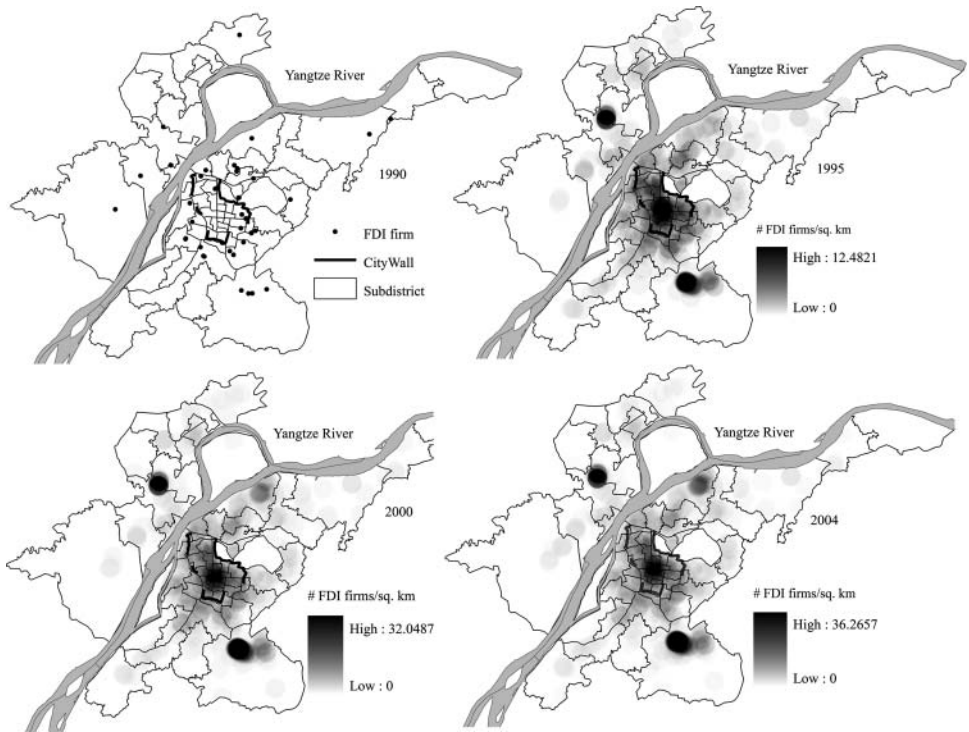 Yangtze River
1990
FDI firm
CityWall
Subdistrict
Yangtze River
1995
# FDI firms/sq. km
High : 12.4821
Low : 0
Yangtze River
2000
# FDI firms/sq. km
High : 32.0487
Low : 0
Yangtze River
2004
# FDI firms/sq. km
High : 36.2657
Low : 0